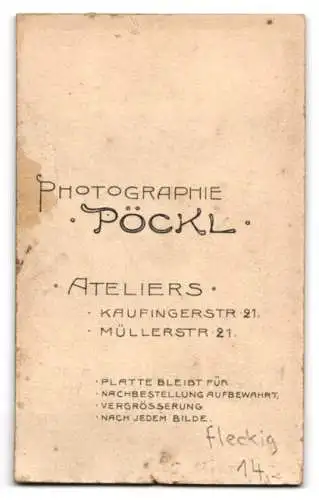 PHOTOGRAPHIE
· PÖCKL ·
· ATELIERS ·
· KAUFINGERSTR 21.
· MÜLLERSTR 21.
· PLATTE BLEIBT FÜR
· NACHBESTELLUNG AUFBEWAHRT,
· VERGRÖSSERUNG
· NACH JEDEM BILDE.
fleckig
14,-